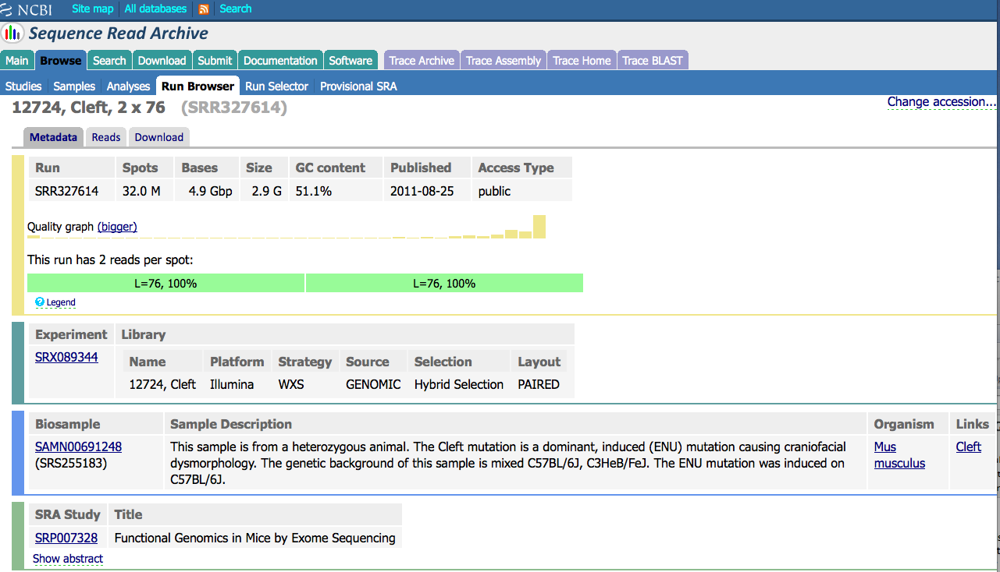 NCBI Site map All databases Search
Sequence Read Archive
Main Browse Search Download Submit Documentation Software Trace Archive Trace Assembly Trace Home Trace BLAST
Studies Samples Analyses Run Browser Run Selector Provisional SRA
12724, Cleft, 2 x 76 (SRR327614) Change accession...
Metadata Reads Download
Run Spots Bases Size GC content Published Access Type
SRR327614 32.0 M 4.9 Gbp 2.9 G 51.1% 2011-08-25 public
Quality graph (bigger)
This run has 2 reads per spot:
L=76, 100% L=76, 100%
? Legend
Experiment Library
SRX089344
Name Platform Strategy Source Selection Layout
12724, Cleft Illumina WXS GENOMIC Hybrid Selection PAIRED
Biosample Sample Description Organism Links
SAMN00691248 This sample is from a heterozygous animal. The Cleft mutation is a dominant, induced (ENU) mutation causing craniofacial Mus Cleft
(SRS255183) dysmorphology. The genetic background of this sample is mixed C57BL/6J, C3HeB/FeJ. The ENU mutation was induced on musculus
C57BL/6J.
SRA Study Title
SRP007328 Functional Genomics in Mice by Exome Sequencing
Show abstract